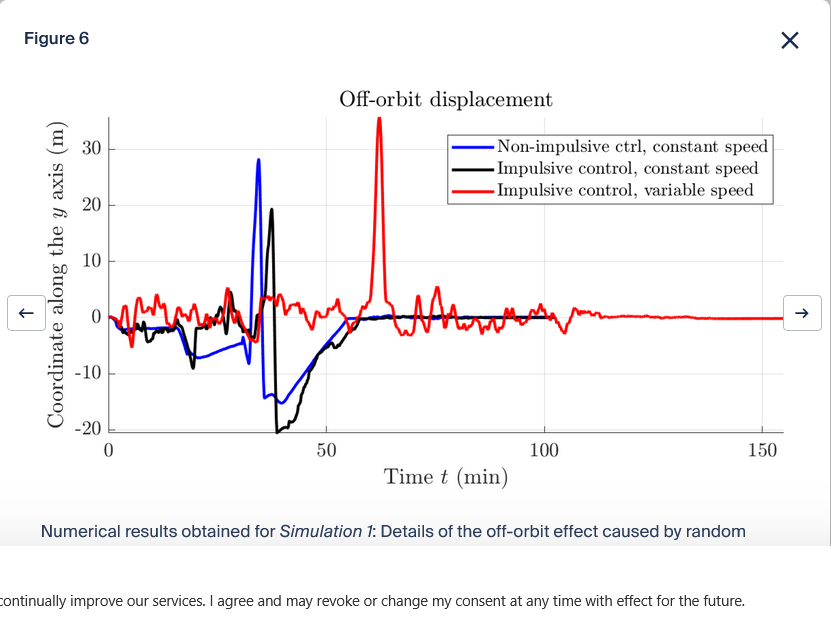 Figure 6
Off-orbit displacement
Coordinate along the y axis (m)
30
20
10
0
-10
-20
Non-impulsive ctrl, constant speed
Impulsive control, constant speed
Impulsive control, variable speed
0 50 100 150
Time t (min)
Numerical results obtained for Simulation 1: Details of the off-orbit effect caused by random
continually improve our services. I agree and may revoke or change my consent at any time with effect for the future.